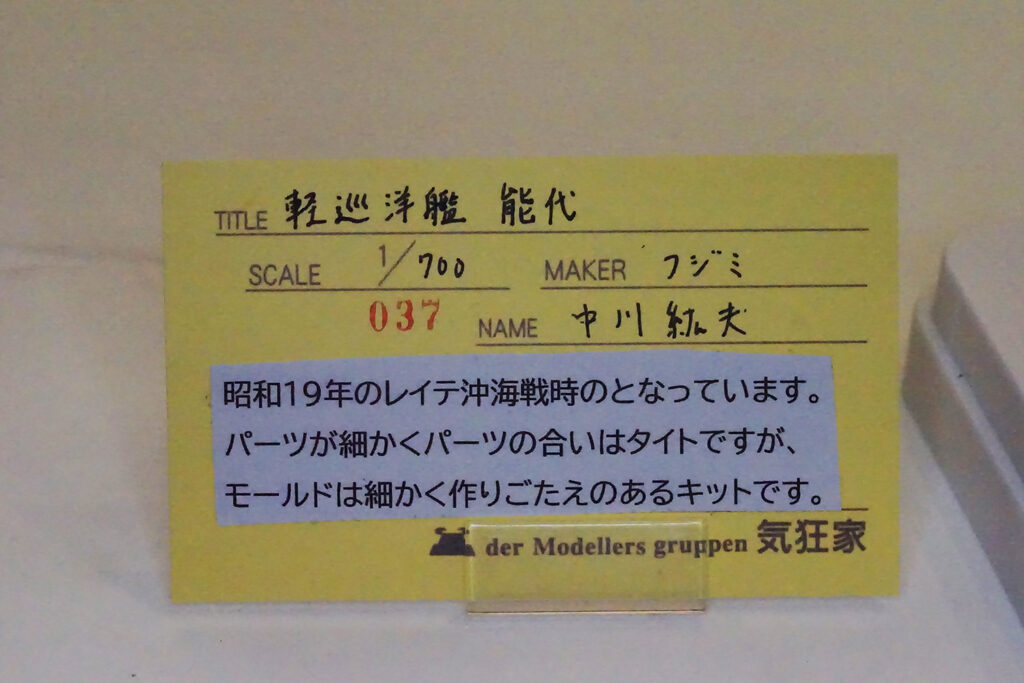 TITLE 軽巡洋艦 能代
SCALE 1/700 MAKER フジミ
037 NAME 中川 紘夫
昭和19年のレイテ沖海戦時のとなっています。
パーツが細かくパーツの合いはタイトですが、
モールドは細かく作りごたえのあるキットです。
der Modellers gruppen 気狂家